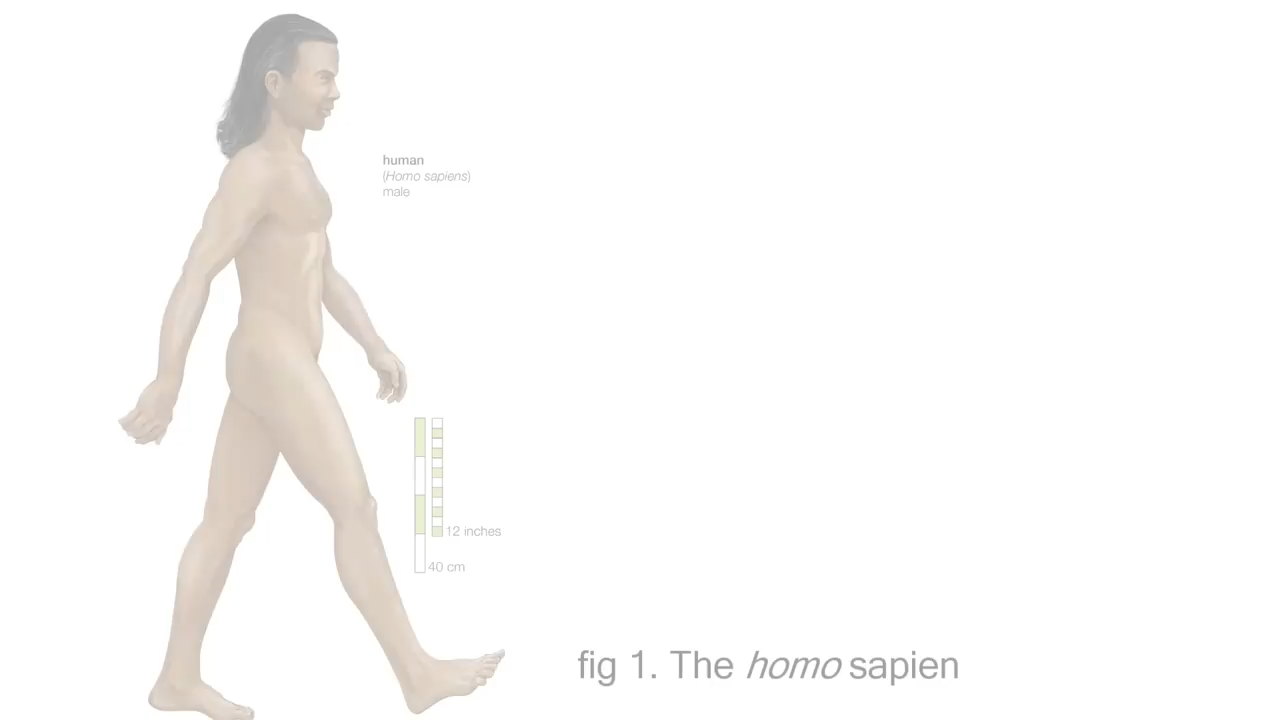 human
(Homo sapiens)
male
12 inches
40 cm
fig 1. The homo sapien